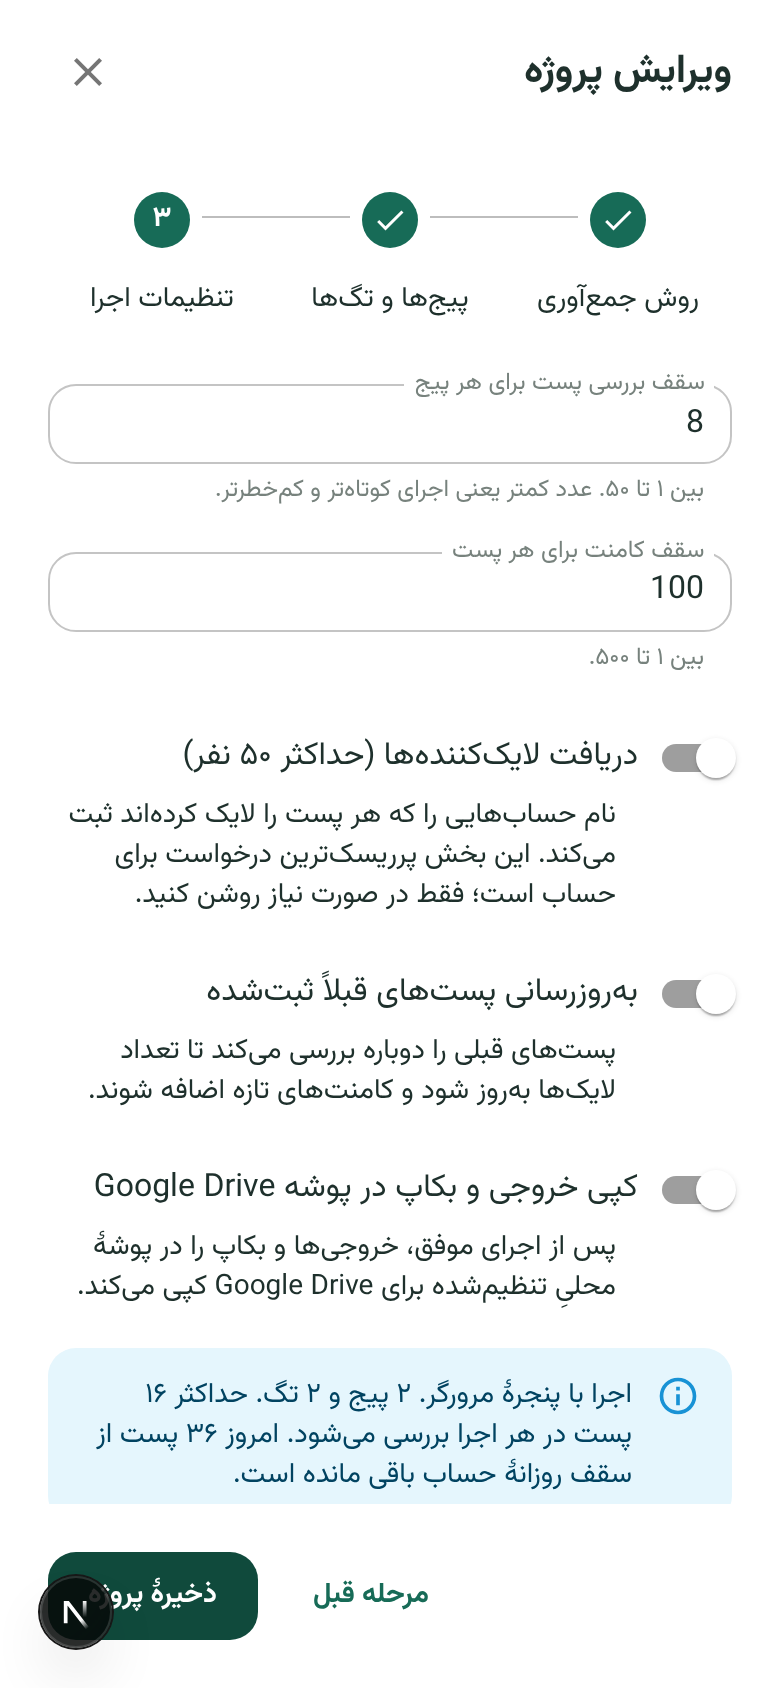 ویرایش پروژه
۳
روش جمع‌آوری
پیج‌ها و تگ‌ها
تنظیمات اجرا
سقف بررسی پست برای هر پیج
8
بین ۱ تا ۵۰. عدد کمتر یعنی اجرای کوتاه‌تر و کم‌خطرتر.
سقف کامنت برای هر پست
100
بین ۱ تا ۵۰۰.
دریافت لایک‌کننده‌ها (حداکثر ۵۰ نفر)
نام حساب‌هایی را که هر پست را لایک کرده‌اند ثبت
می‌کند. این بخش پرریسک‌ترین درخواست برای
حساب است؛ فقط در صورت نیاز روشن کنید.
به‌روزرسانی پست‌های قبلاً ثبت‌شده
پست‌های قبلی را دوباره بررسی می‌کند تا تعداد
لایک‌ها به‌روز شود و کامنت‌های تازه اضافه شوند.
کپی خروجی و بکاپ در پوشه Google Drive
پس از اجرای موفق، خروجی‌ها و بکاپ را در پوشهٔ
محلیِ تنظیم‌شده برای Google Drive کپی می‌کند.
اجرا با پنجرهٔ مرورگر. ۲ پیج و ۲ تگ. حداکثر ۱۶
پست در هر اجرا بررسی می‌شود. امروز ۳۶ پست از
سقف روزانهٔ حساب باقی مانده است.
مرحله قبل
ذخیرهٔ پروژه
N